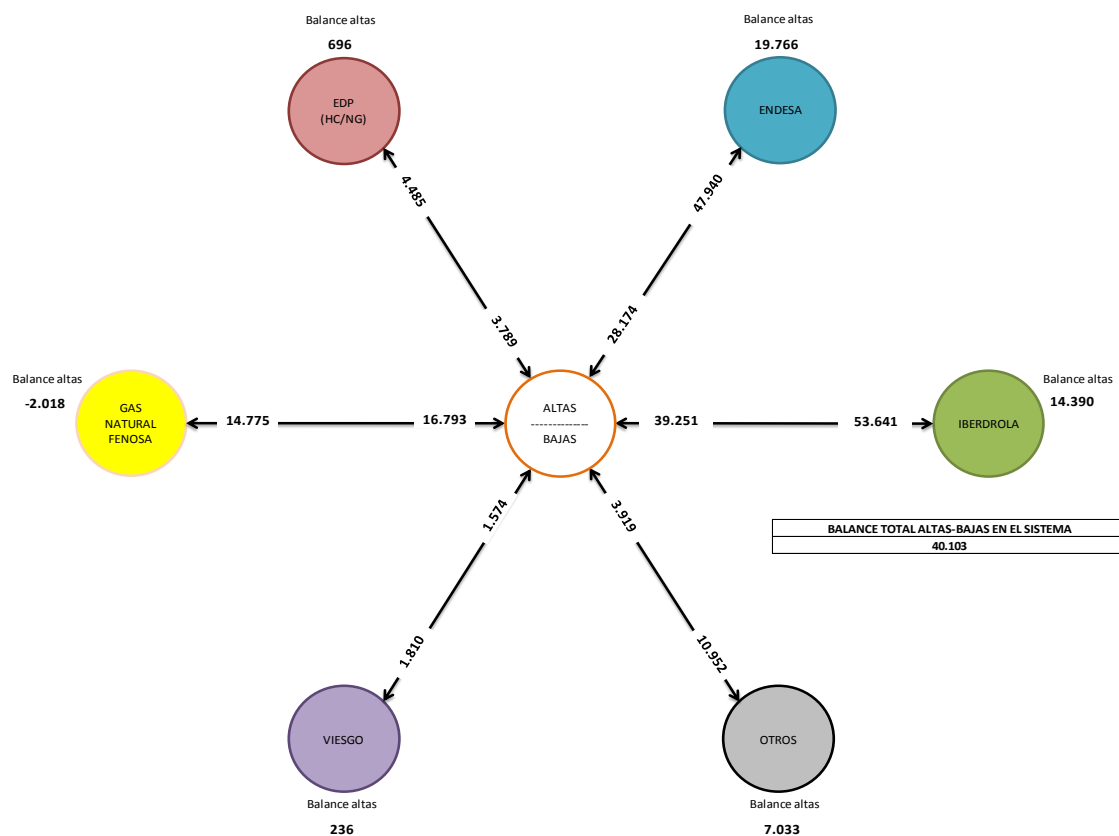 Balance altas
696
Balance altas
19.766
EDP
(HC/NG)
ENDESA
4.485
47.940
3.789
28.174
Balance altas
-2.018
GAS
NATURAL
FENOSA
14.775
16.793
ALTAS
--------------
BAJAS
39.251
53.641
IBERDROLA
Balance altas
14.390
1.574
3.919
BALANCE TOTAL ALTAS-BAJAS EN EL SISTEMA
40.103
1.810
10.952
VIESGO
OTROS
Balance altas
236
Balance altas
7.033